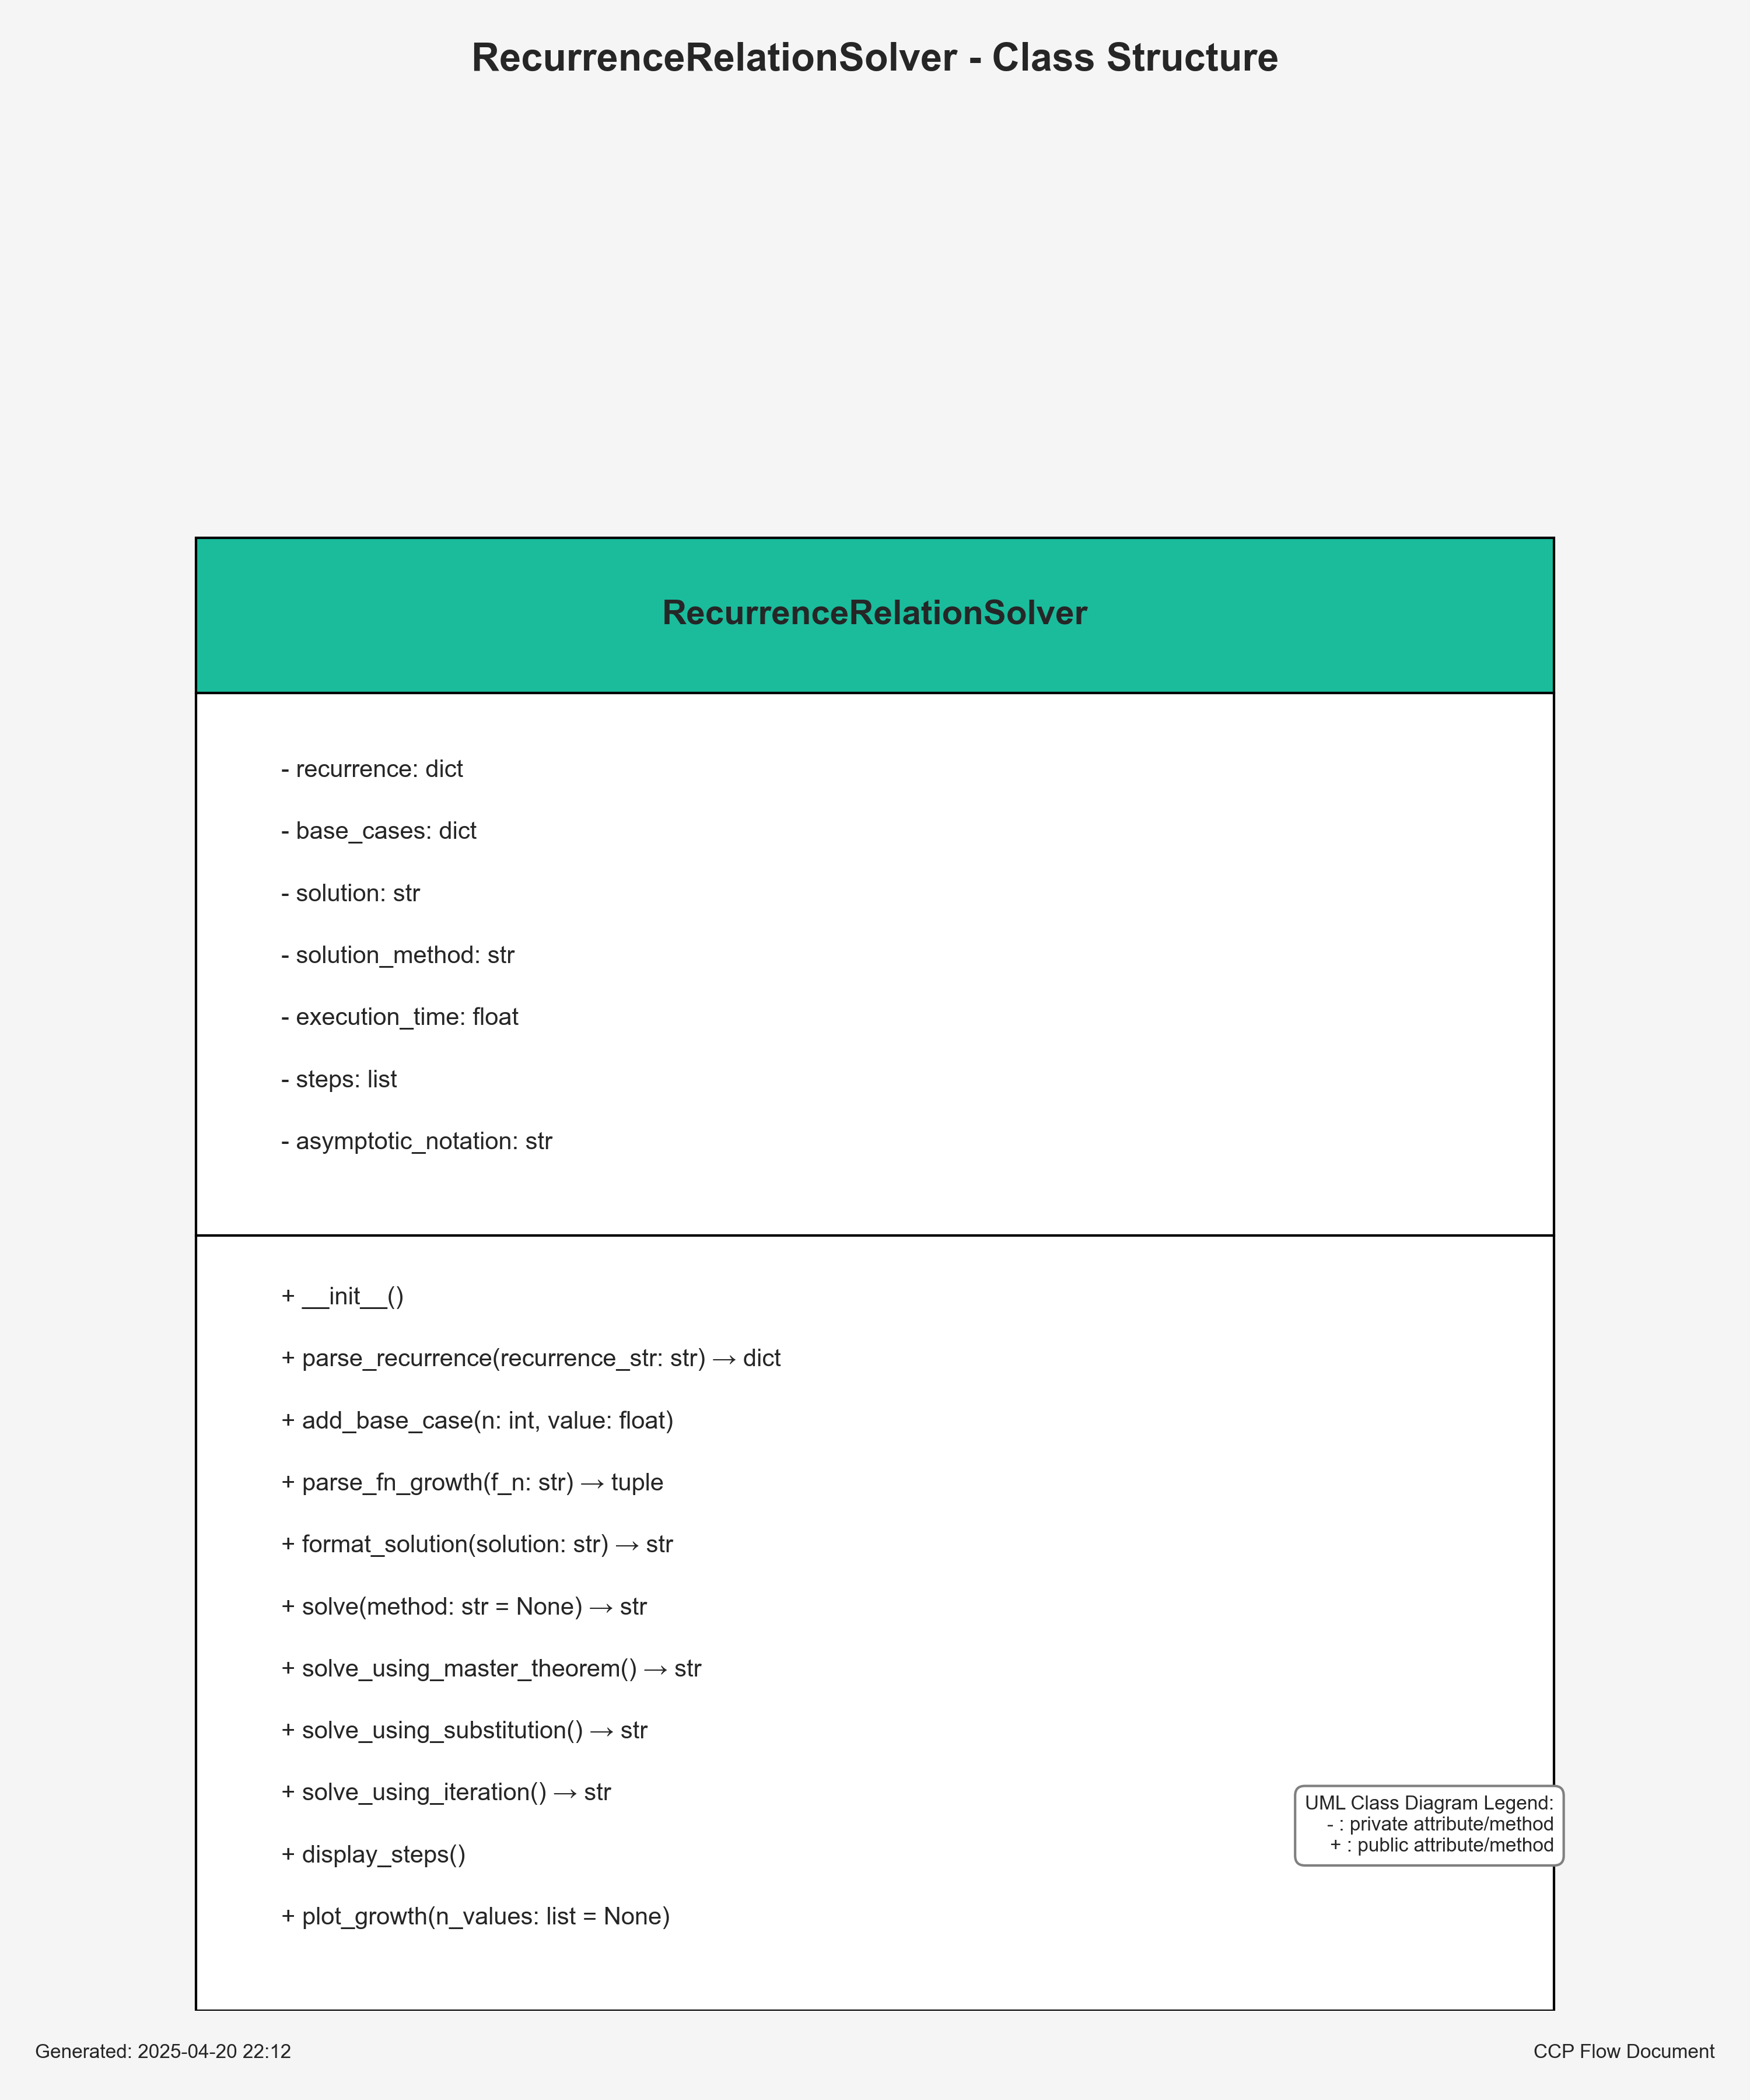 RecurrenceRelationSolver - Class Structure
RecurrenceRelationSolver
- recurrence: dict
- base_cases: dict
- solution: str
- solution_method: str
- execution_time: float
- steps: list
- asymptotic_notation: str
+ __init__()
+ parse_recurrence(recurrence_str: str) → dict
+ add_base_case(n: int, value: float)
+ parse_fn_growth(f_n: str) → tuple
+ format_solution(solution: str) → str
+ solve(method: str = None) → str
+ solve_using_master_theorem() → str
+ solve_using_substitution() → str
+ solve_using_iteration() → str
+ display_steps()
+ plot_growth(n_values: list = None)
UML Class Diagram Legend:
- : private attribute/method
+ : public attribute/method
Generated: 2025-04-20 22:12
CCP Flow Document